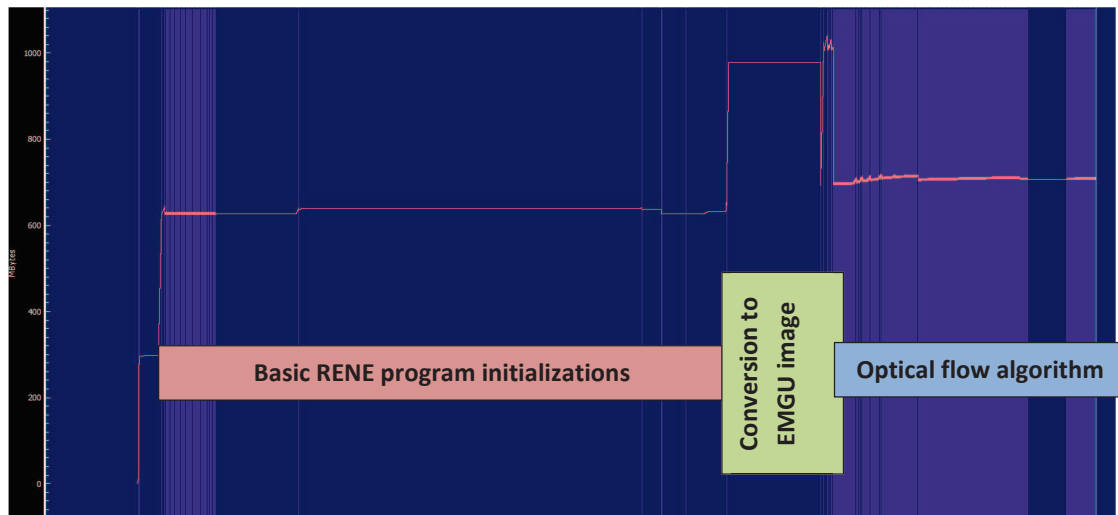 1000
800
600
400
200
0
MBytes
Basic RENE program initializations
Conversion to
EMGU image
Optical flow algorithm